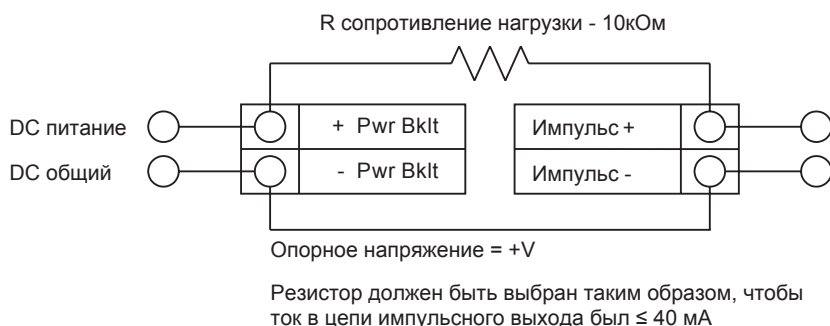 R сопротивление нагрузки - 10кОм
DC питание
+ Pwr Bklt
Импульс +
DC общий
- Pwr Bklt
Импульс -
Опорное напряжение = +V
Резистор должен быть выбран таким образом, чтобы
ток в цепи импульсного выхода был ≤ 40 мА